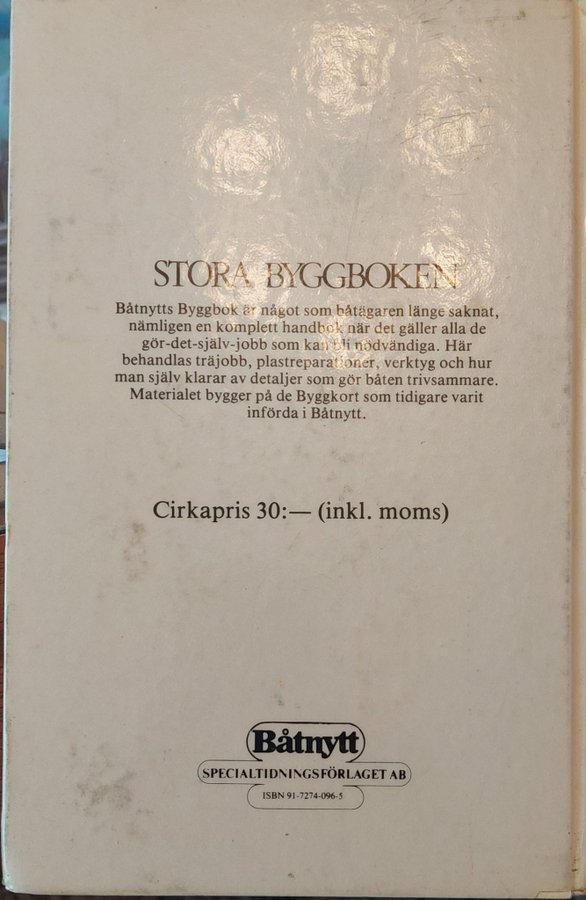 STORA BYGGBOKEN
Båtnytts Byggbok är något som båtägaren länge saknat,
nämligen en komplett handbok när det gäller alla de
gör-det-själv-jobb som kan bli nödvändiga. Här
behandlas träjobb, plastreparationer, verktyg och hur
man själv klarar av detaljer som gör båten trivsammare.
Materialet bygger på de Byggkort som tidigare varit
införda i Båtnytt.
Cirkapris 30:— (inkl. moms)
Båtnytt
SPECIALTIDNINGSFÖRLAGET AB
ISBN 91-7274-096-5